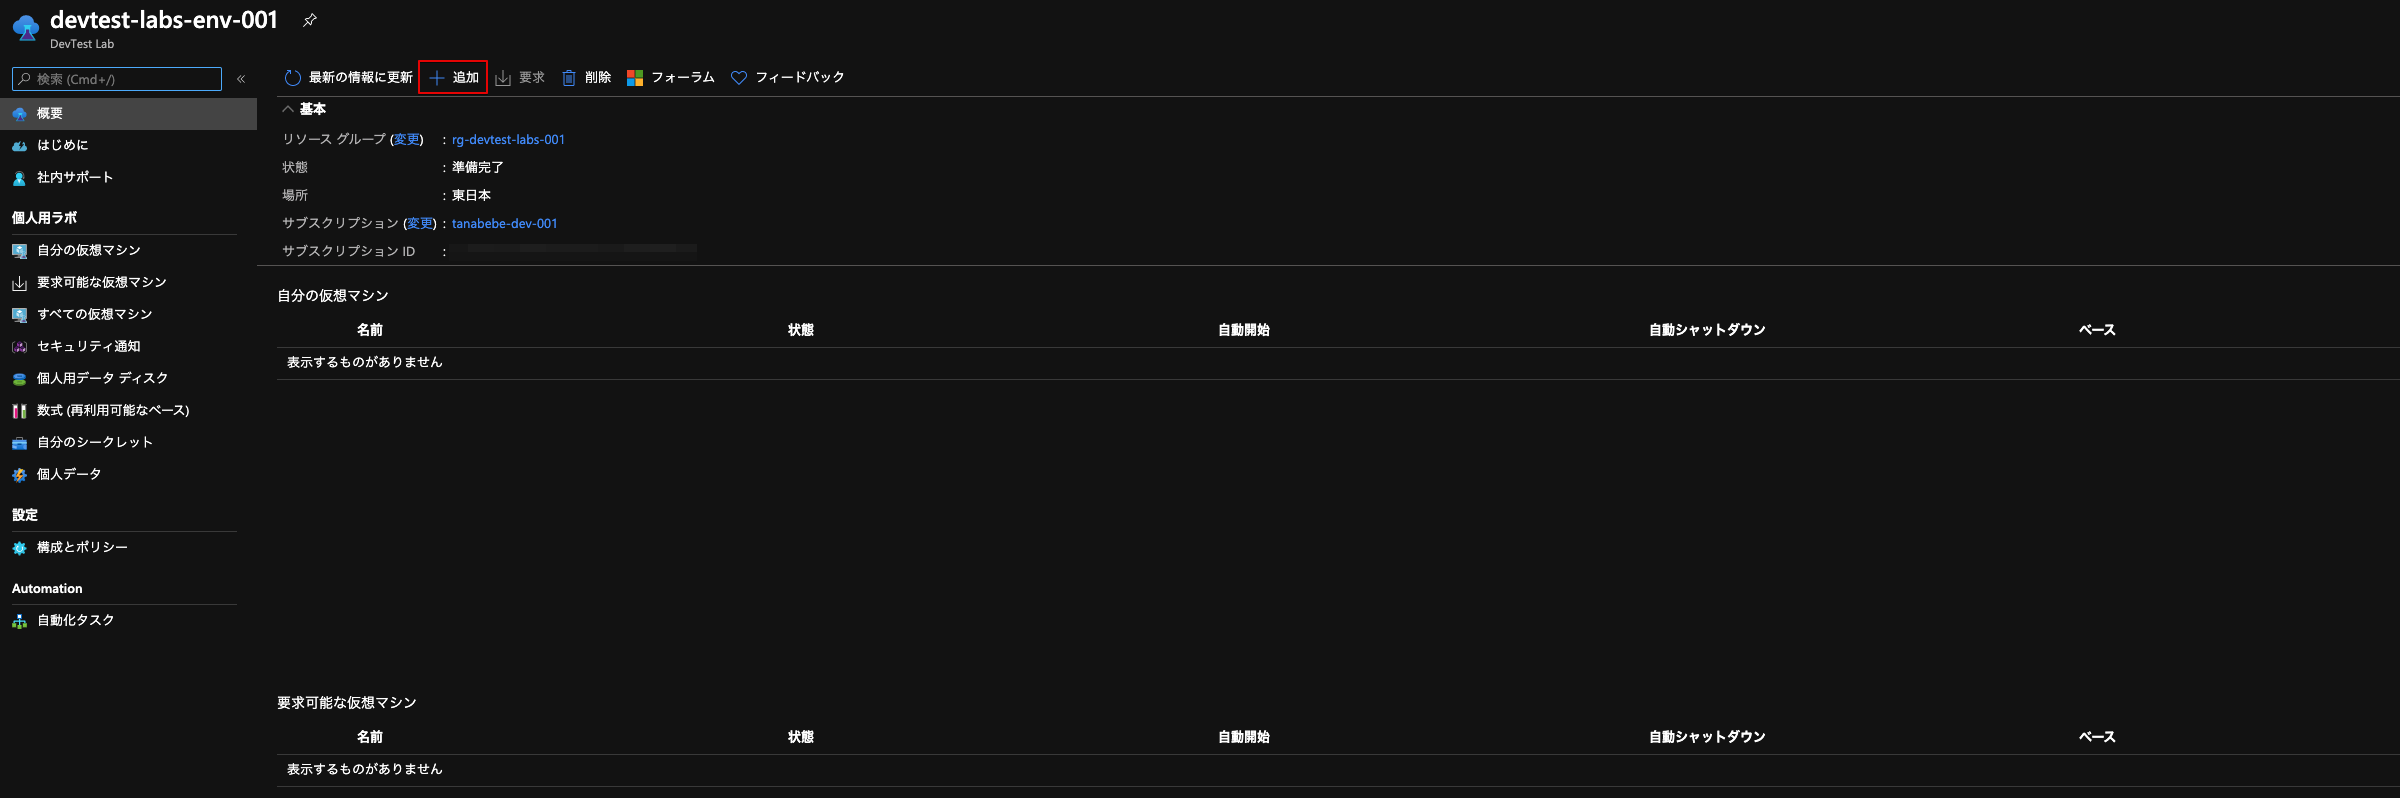 devtest-labs-env-001
DevTest Lab
検索 (Cmd+/)
«
最新の情報に更新 追加 要求 削除 フォーラム フィードバック
概要
はじめに
社内サポート
個人用ラボ
自分の仮想マシン
要求可能な仮想マシン
すべての仮想マシン
セキュリティ通知
個人用データ ディスク
数式 (再利用可能なベース)
自分のシークレット
個人データ
設定
構成とポリシー
Automation
自動化タスク
基本
リソース グループ (変更) : rg-devtest-labs-001
状態 : 準備完了
場所 : 東日本
サブスクリプション (変更) : tanabebe-dev-001
サブスクリプション ID :
自分の仮想マシン
名前 状態 自動開始 自動シャットダウン ベース
表示するものがありません
要求可能な仮想マシン
名前 状態 自動開始 自動シャットダウン ベース
表示するものがありません